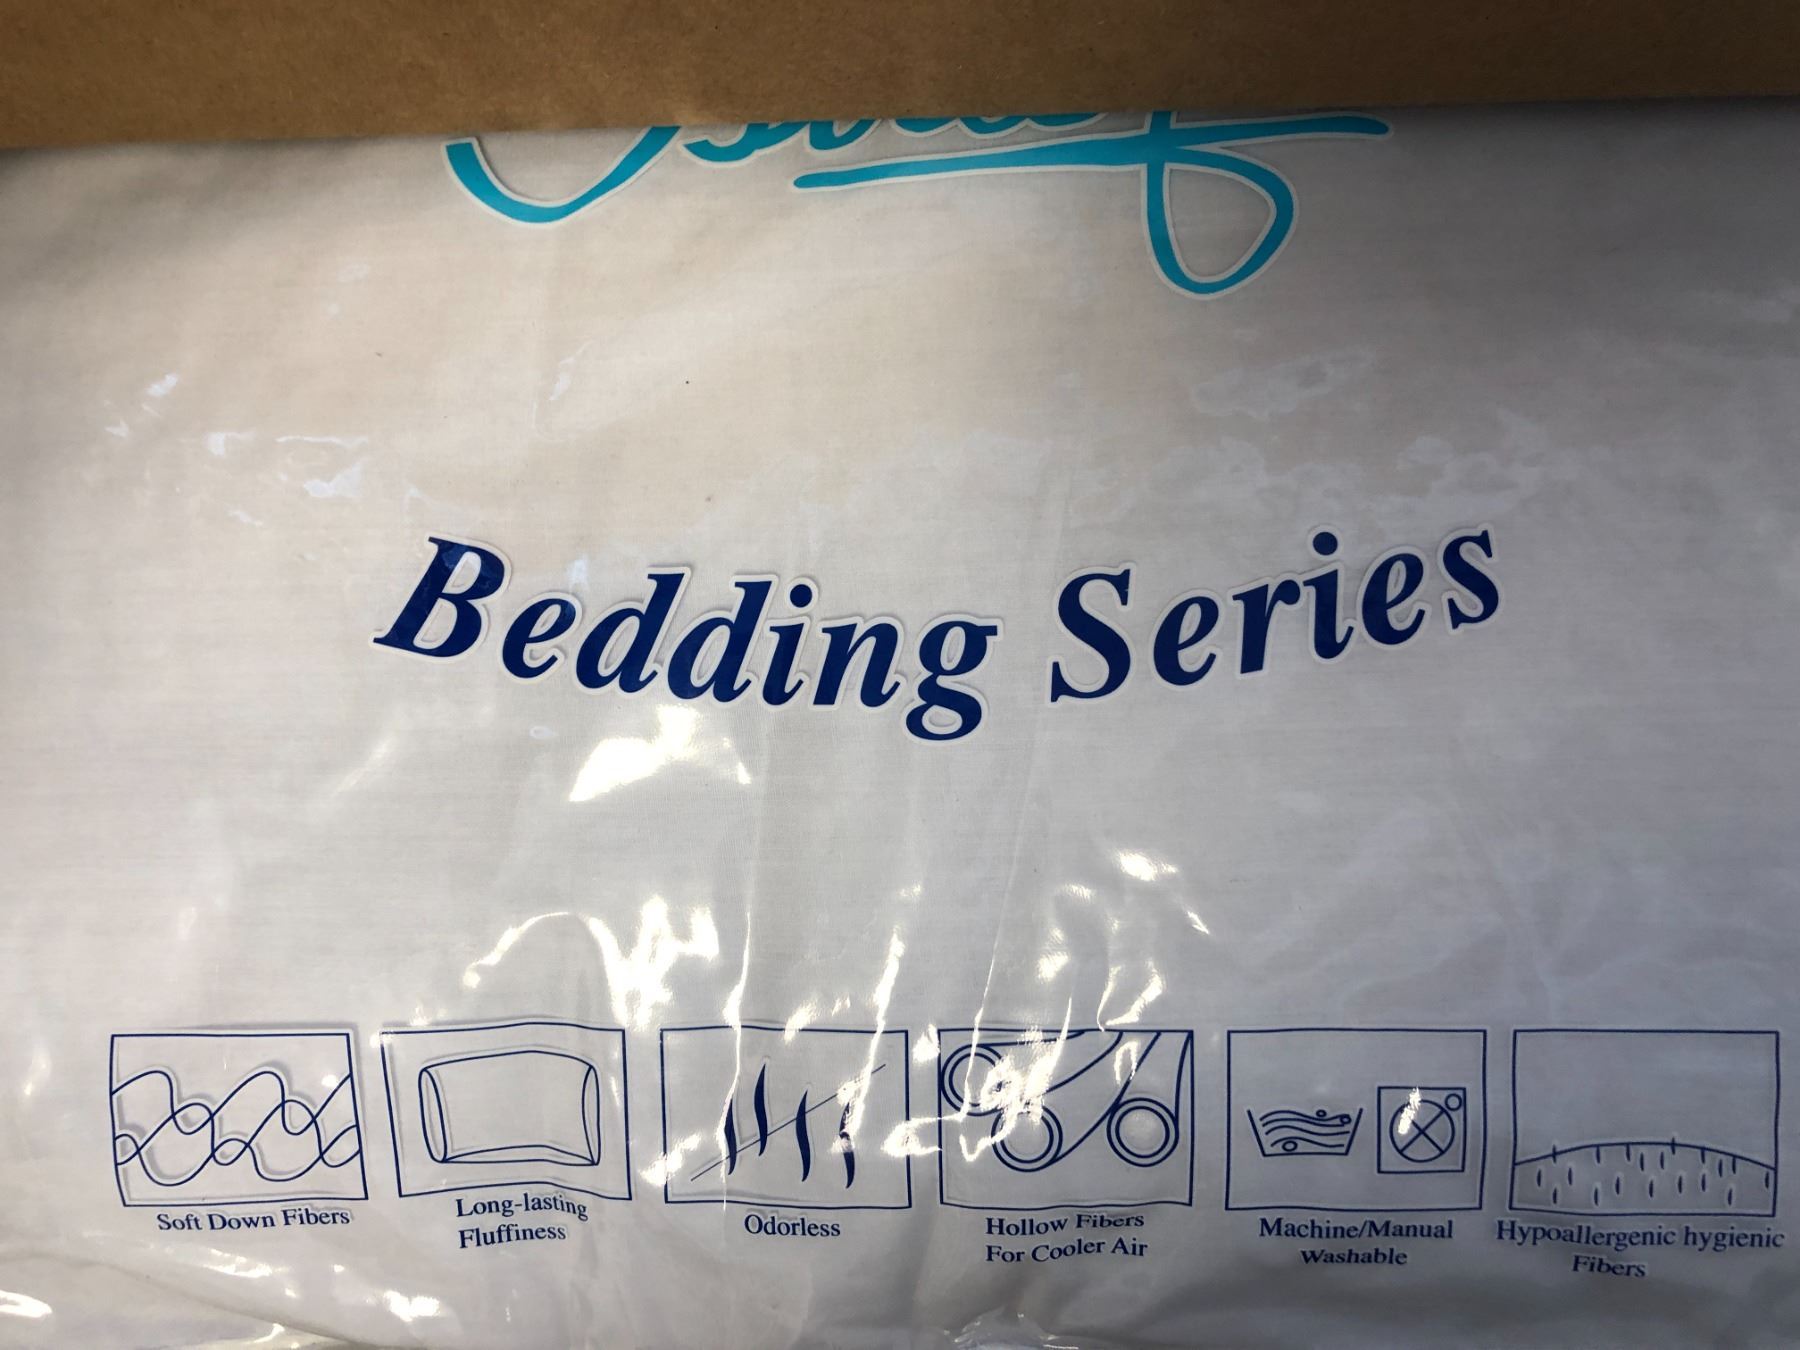 Bedding Series
Soft Down Fibers
Long-lasting
Fluffiness
Odorless
Hollow Fibers
For Cooler Air
Machine/Manual
Washable
Hypoallergenic hygienic
Fibers